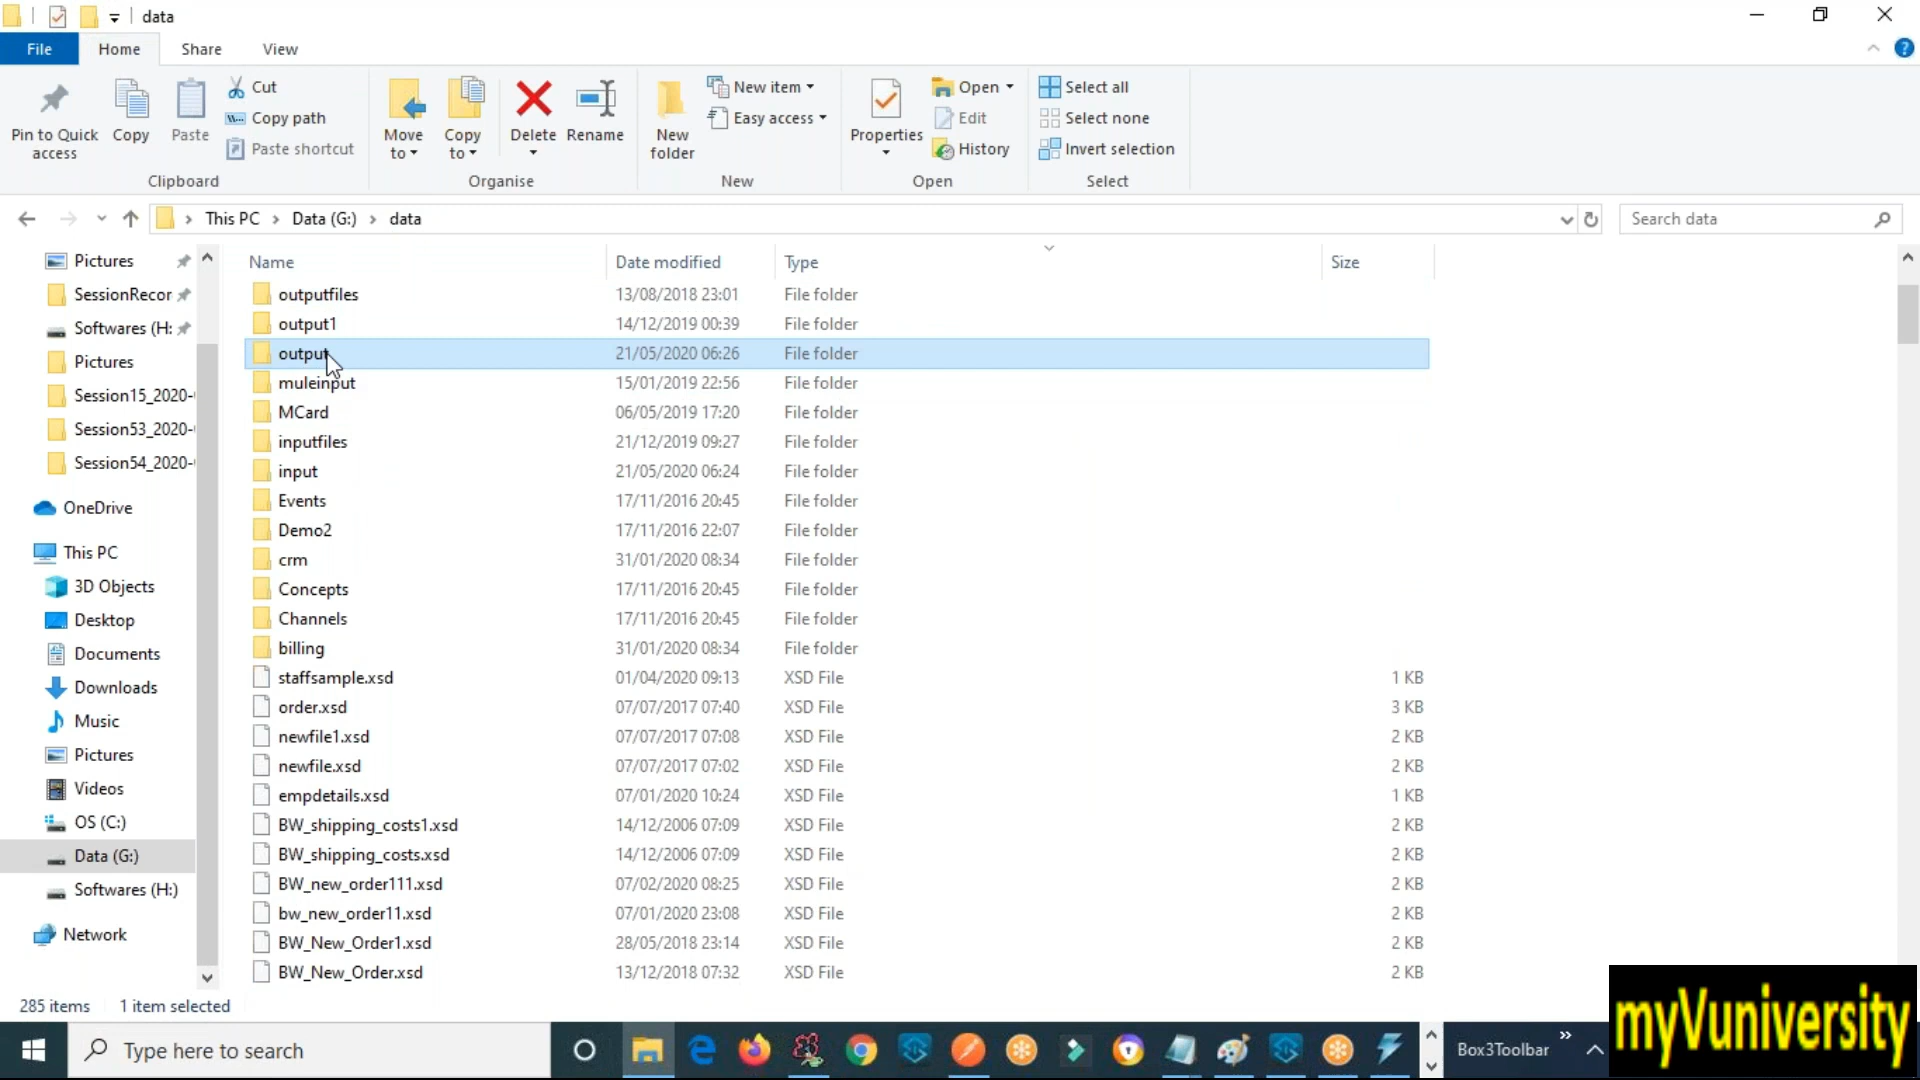 data
File Home Share View
Pin to Quick access
Copy
Paste
Cut
Copy path
Paste shortcut
Clipboard
Move to
Copy to
Delete
Rename
Organise
New folder
New item
Easy access
New
Properties
Open
Edit
History
Open
Select all
Select none
Invert selection
Select
This PC > Data (G:) > data
Search data
Pictures
SessionRecor
Softwares (H:
Pictures
Session15_2020-
Session53_2020-
Session54_2020-
OneDrive
This PC
3D Objects
Desktop
Documents
Downloads
Music
Pictures
Videos
OS (C:)
Data (G:)
Softwares (H:)
Network
Name Date modified Type Size
outputfiles 13/08/2018 23:01 File folder
output1 14/12/2019 00:39 File folder
output 21/05/2020 06:26 File folder
muleinput 15/01/2019 22:56 File folder
MCard 06/05/2019 17:20 File folder
inputfiles 21/12/2019 09:27 File folder
input 21/05/2020 06:24 File folder
Events 17/11/2016 20:45 File folder
Demo2 17/11/2016 22:07 File folder
crm 31/01/2020 08:34 File folder
Concepts 17/11/2016 20:45 File folder
Channels 17/11/2016 20:45 File folder
billing 31/01/2020 08:34 File folder
staffsample.xsd 01/04/2020 09:13 XSD File 1 KB
order.xsd 07/07/2017 07:40 XSD File 3 KB
newfile1.xsd 07/07/2017 07:08 XSD File 2 KB
newfile.xsd 07/07/2017 07:02 XSD File 2 KB
empdetails.xsd 07/01/2020 10:24 XSD File 1 KB
BW_shipping_costs1.xsd 14/12/2006 07:09 XSD File 2 KB
BW_shipping_costs.xsd 14/12/2006 07:09 XSD File 2 KB
BW_new_order111.xsd 07/02/2020 08:25 XSD File 2 KB
bw_new_order11.xsd 07/01/2020 23:08 XSD File 2 KB
BW_New_Order1.xsd 28/05/2018 23:14 XSD File 2 KB
BW_New_Order.xsd 13/12/2018 07:32 XSD File 2 KB
285 items 1 item selected
Type here to search
Box3Toolbar
myVuniversity